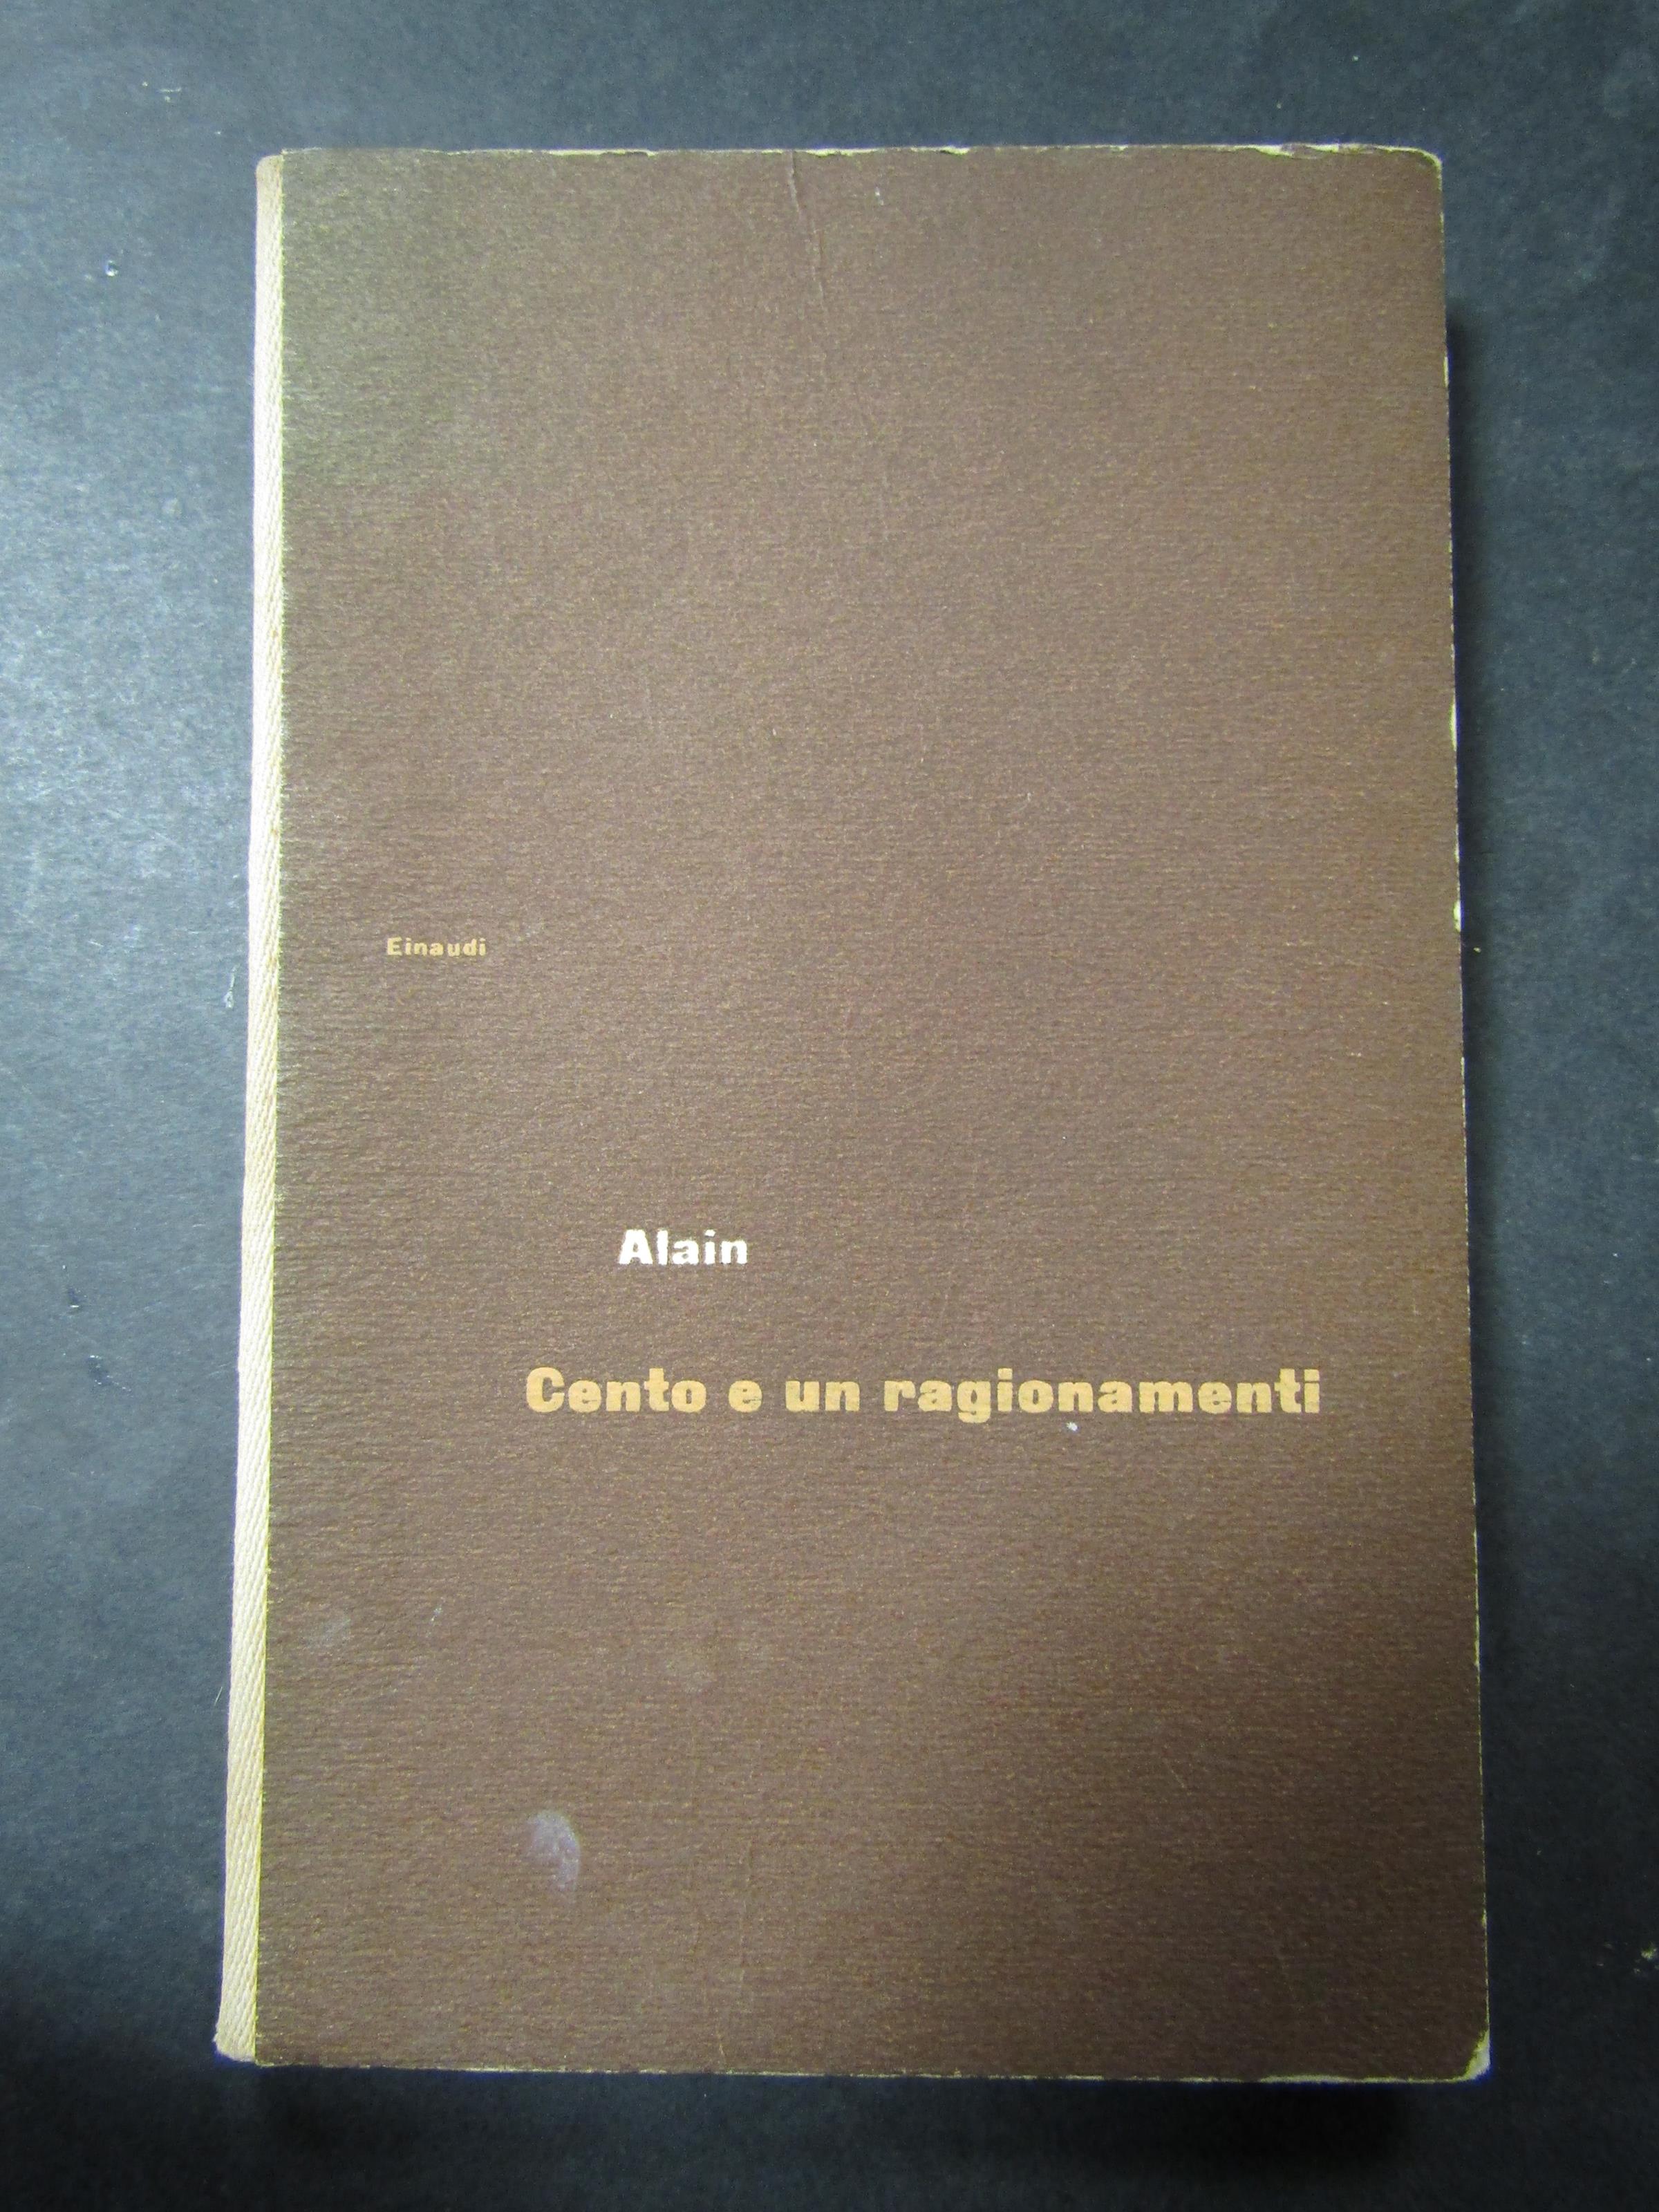 Einaudi
Alain
Cento e un ragionamenti